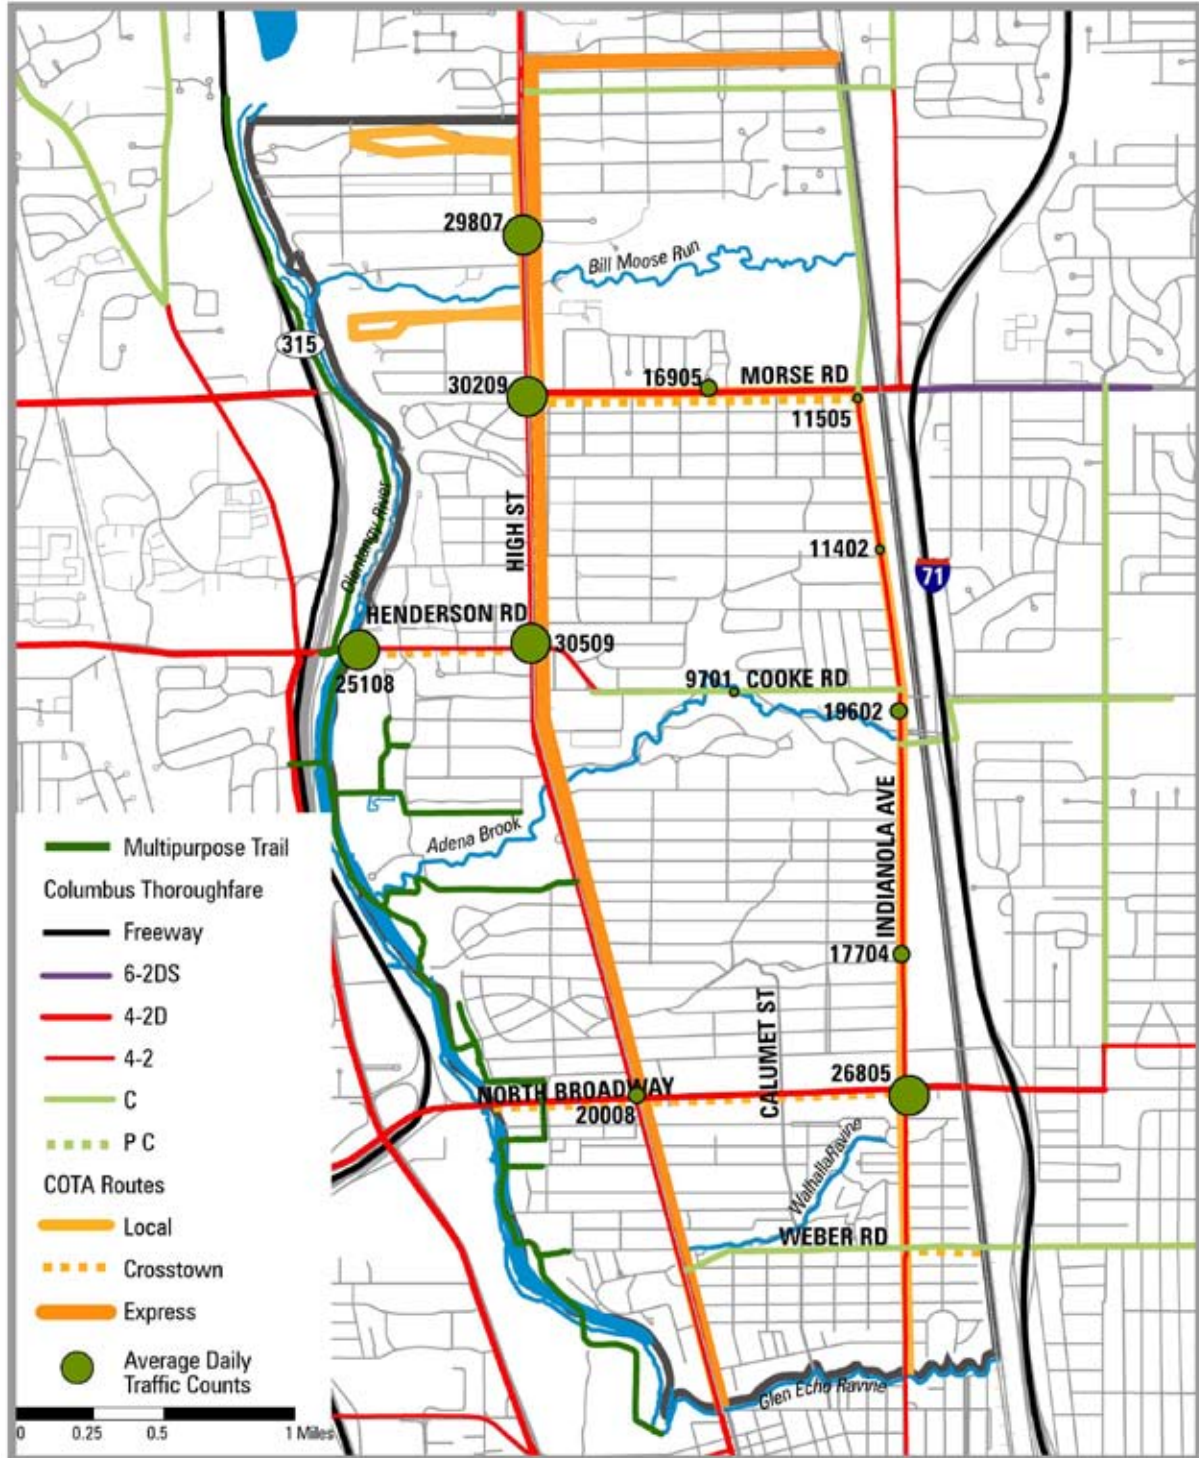 29807
Bill Moose Run
315
30209
16905
MORSE RD
11505
HIGH ST
Olentangy River
11402
71
HENDERSON RD
30509
25108
9701
COOKE RD
19602
INDIANOLA AVE
Adena Brook
17704
CALUMET ST
26805
NORTH BROADWAY
20008
Walhalla Ravine
WEBER RD
Glen Echo Ravine
Multipurpose Trail
Columbus Thoroughfare
Freeway
6-2DS
4-2D
4-2
C
P C
COTA Routes
Local
Crosstown
Express
Average Daily
Traffic Counts
0 0.25 0.5 1 Miles